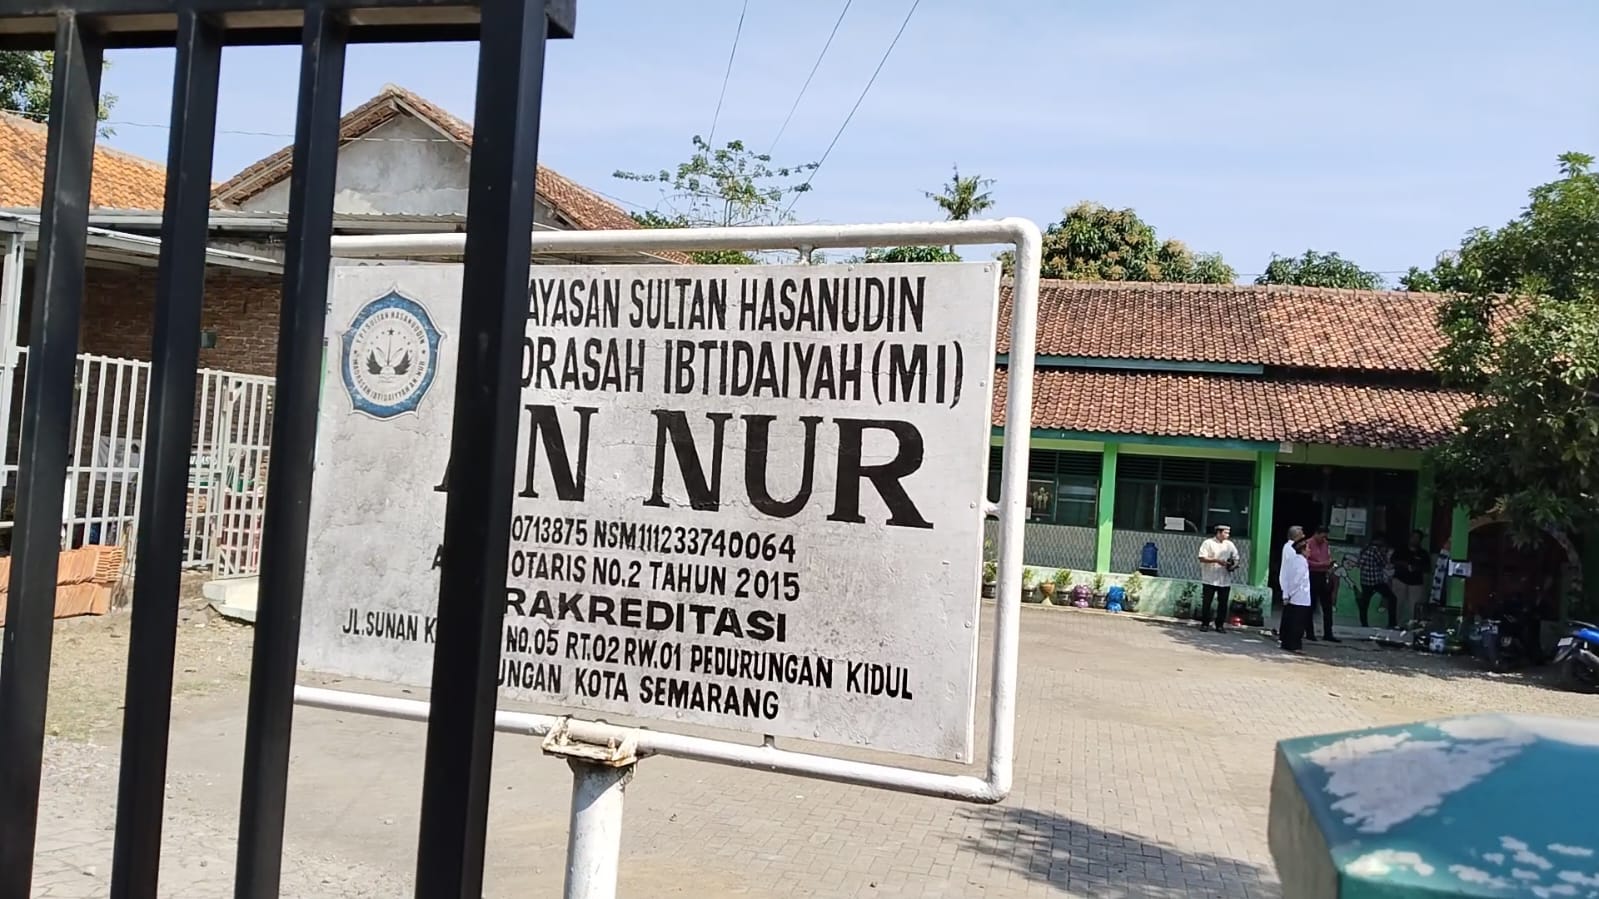 AYASAN SULTAN HASANUDIN
DRASAH IBTIDAIYAH (MI)
AN NUR
0713875 NSM111233740064
OTARIS NO.2 TAHUN 2015
RAKREDITASI
JL.SUNAN K NO.05 RT.02 RW.01 PEDURUNGAN KIDUL
UNGAN KOTA SEMARANG